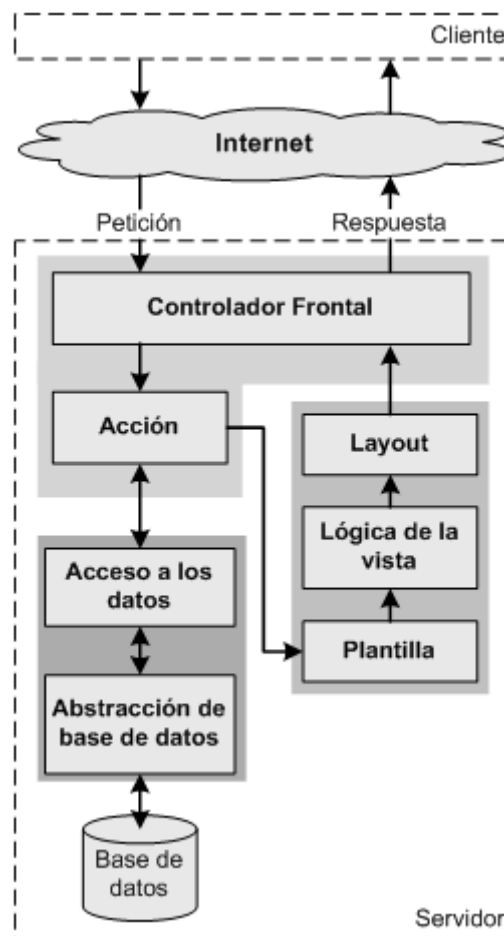 Cliente
Internet
Petición
Respuesta
Controlador Frontal
Acción
Layout
Lógica de la
vista
Plantilla
Acceso a los
datos
Abstracción de
base de datos
Base de
datos
Servidor